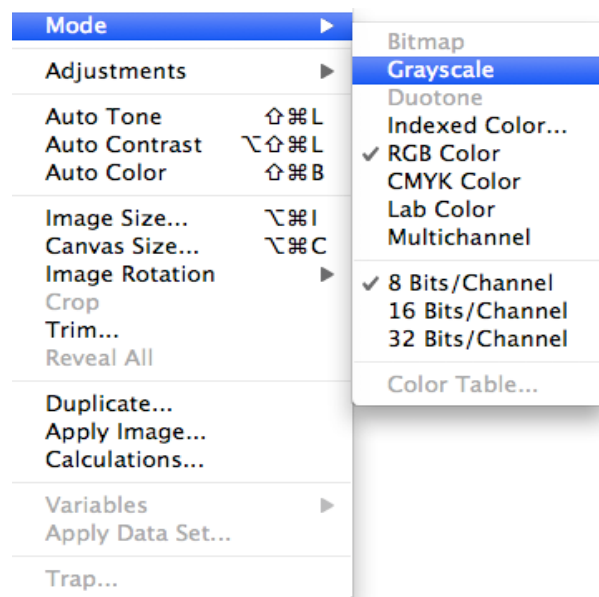 Mode
Adjustments
Auto Tone ⇧⌘L
Auto Contrast ⌥⇧⌘L
Auto Color ⇧⌘B
Image Size... ⌥⌘I
Canvas Size... ⌥⌘C
Image Rotation
Crop
Trim...
Reveal All
Duplicate...
Apply Image...
Calculations...
Variables
Apply Data Set...
Trap...
Bitmap
Grayscale
Duotone
Indexed Color...
✓ RGB Color
CMYK Color
Lab Color
Multichannel
✓ 8 Bits/Channel
16 Bits/Channel
32 Bits/Channel
Color Table...